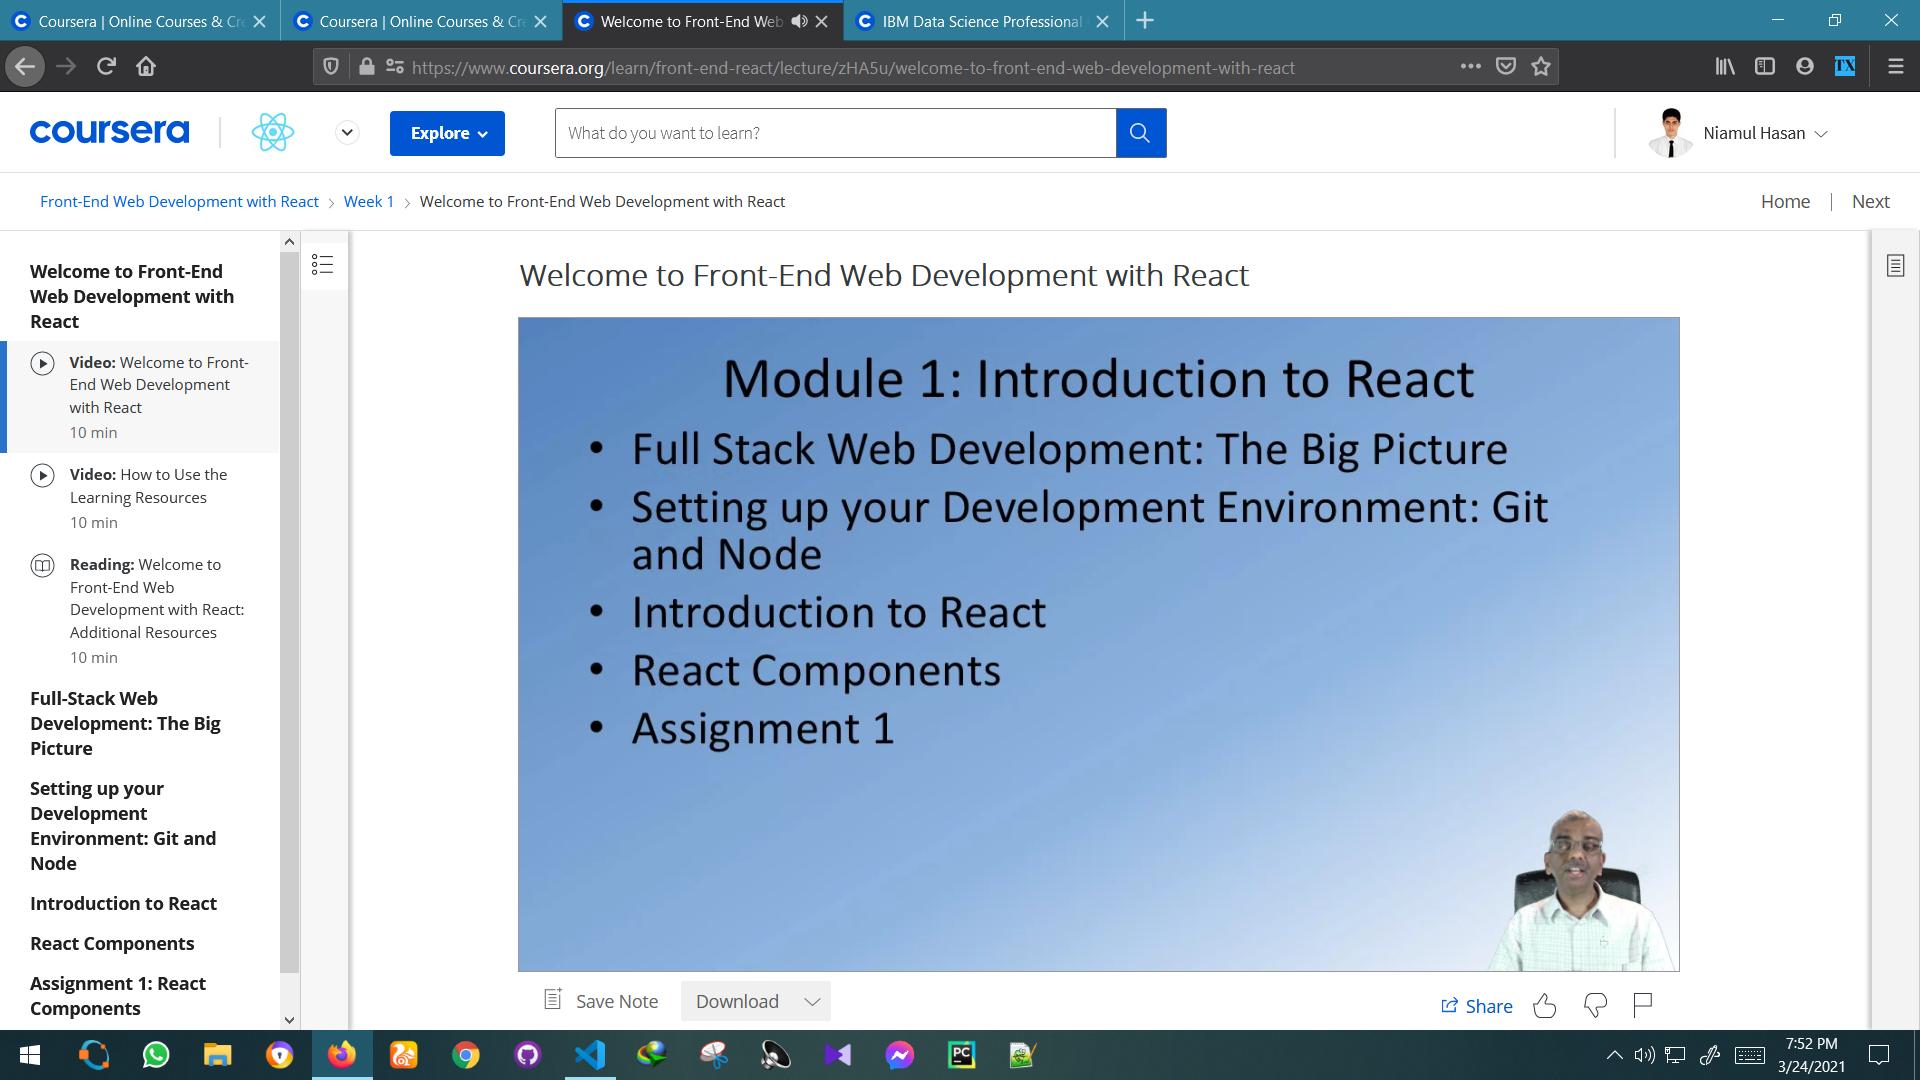 Coursera | Online Courses & Cre
Coursera | Online Courses & Cre
Welcome to Front-End Web
IBM Data Science Professional
https://www.coursera.org/learn/front-end-react/lecture/zHA5u/welcome-to-front-end-web-development-with-react
TX
coursera
Explore
What do you want to learn?
Niamul Hasan
Front-End Web Development with React > Week 1 > Welcome to Front-End Web Development with React
Home | Next
Welcome to Front-End
Web Development with
React
Video: Welcome to Front-
End Web Development
with React
10 min
Video: How to Use the
Learning Resources
10 min
Reading: Welcome to
Front-End Web
Development with React:
Additional Resources
10 min
Full-Stack Web
Development: The Big
Picture
Setting up your
Development
Environment: Git and
Node
Introduction to React
React Components
Assignment 1: React
Components
Welcome to Front-End Web Development with React
Module 1: Introduction to React
• Full Stack Web Development: The Big Picture
• Setting up your Development Environment: Git
and Node
• Introduction to React
• React Components
• Assignment 1
Save Note
Download
Share
PC
7:52 PM
3/24/2021